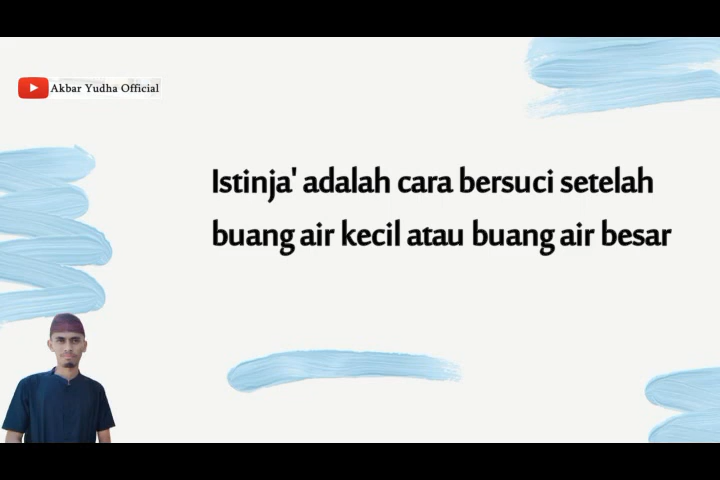 Akbar Yudha Official
Istinja' adalah cara bersuci setelah
buang air kecil atau buang air besar